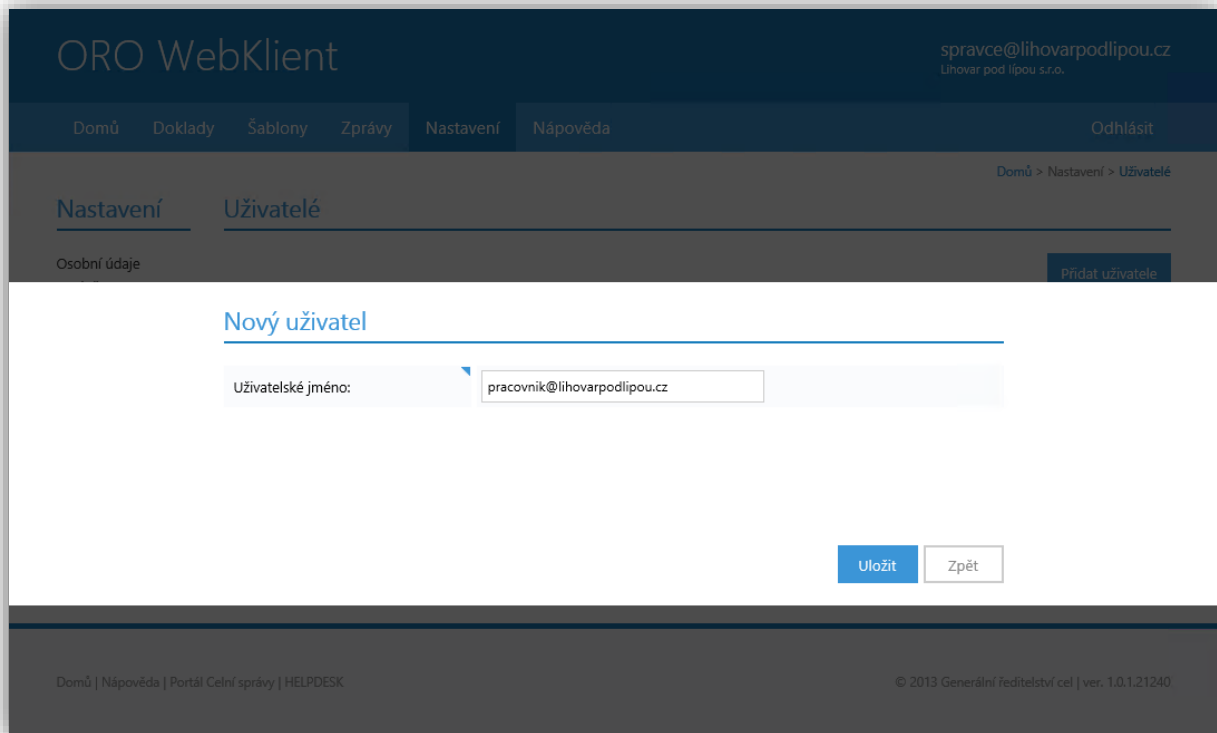 ORO WebKlient
spravce@lihovarpodlipou.cz
Lihovar pod lípou s.r.o.
Domů Doklady Šablony Zprávy Nastavení Nápověda Odhlásit
Domů > Nastavení > Uživatelé
Nastavení Uživatelé
Osobní údaje
Přidat uživatele
Nový uživatel
Uživatelské jméno: pracovnik@lihovarpodlipou.cz
Uložit Zpět
Domů | Nápověda | Portál Celní správy | HELPDESK © 2013 Generální ředitelství cel | ver. 1.0.1.21240